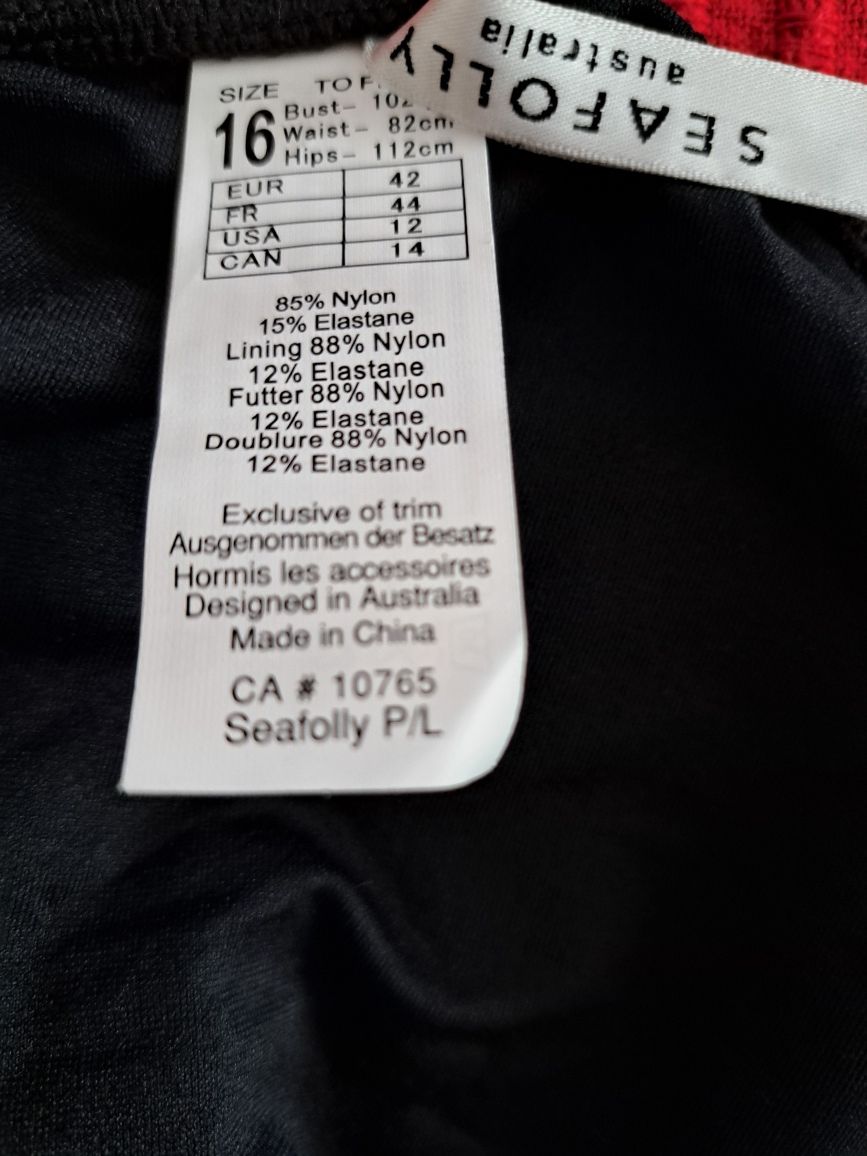 SEAFOLLY
australia
SIZE TO F
16
Bust– 102
Waist– 82cm
Hips– 112cm
EUR 42
FR 44
USA 12
CAN 14
85% Nylon
15% Elastane
Lining 88% Nylon
12% Elastane
Futter 88% Nylon
12% Elastane
Doublure 88% Nylon
12% Elastane
Exclusive of trim
Ausgenommen der Besatz
Hormis les accessoires
Designed in Australia
Made in China
CA # 10765
Seafolly P/L